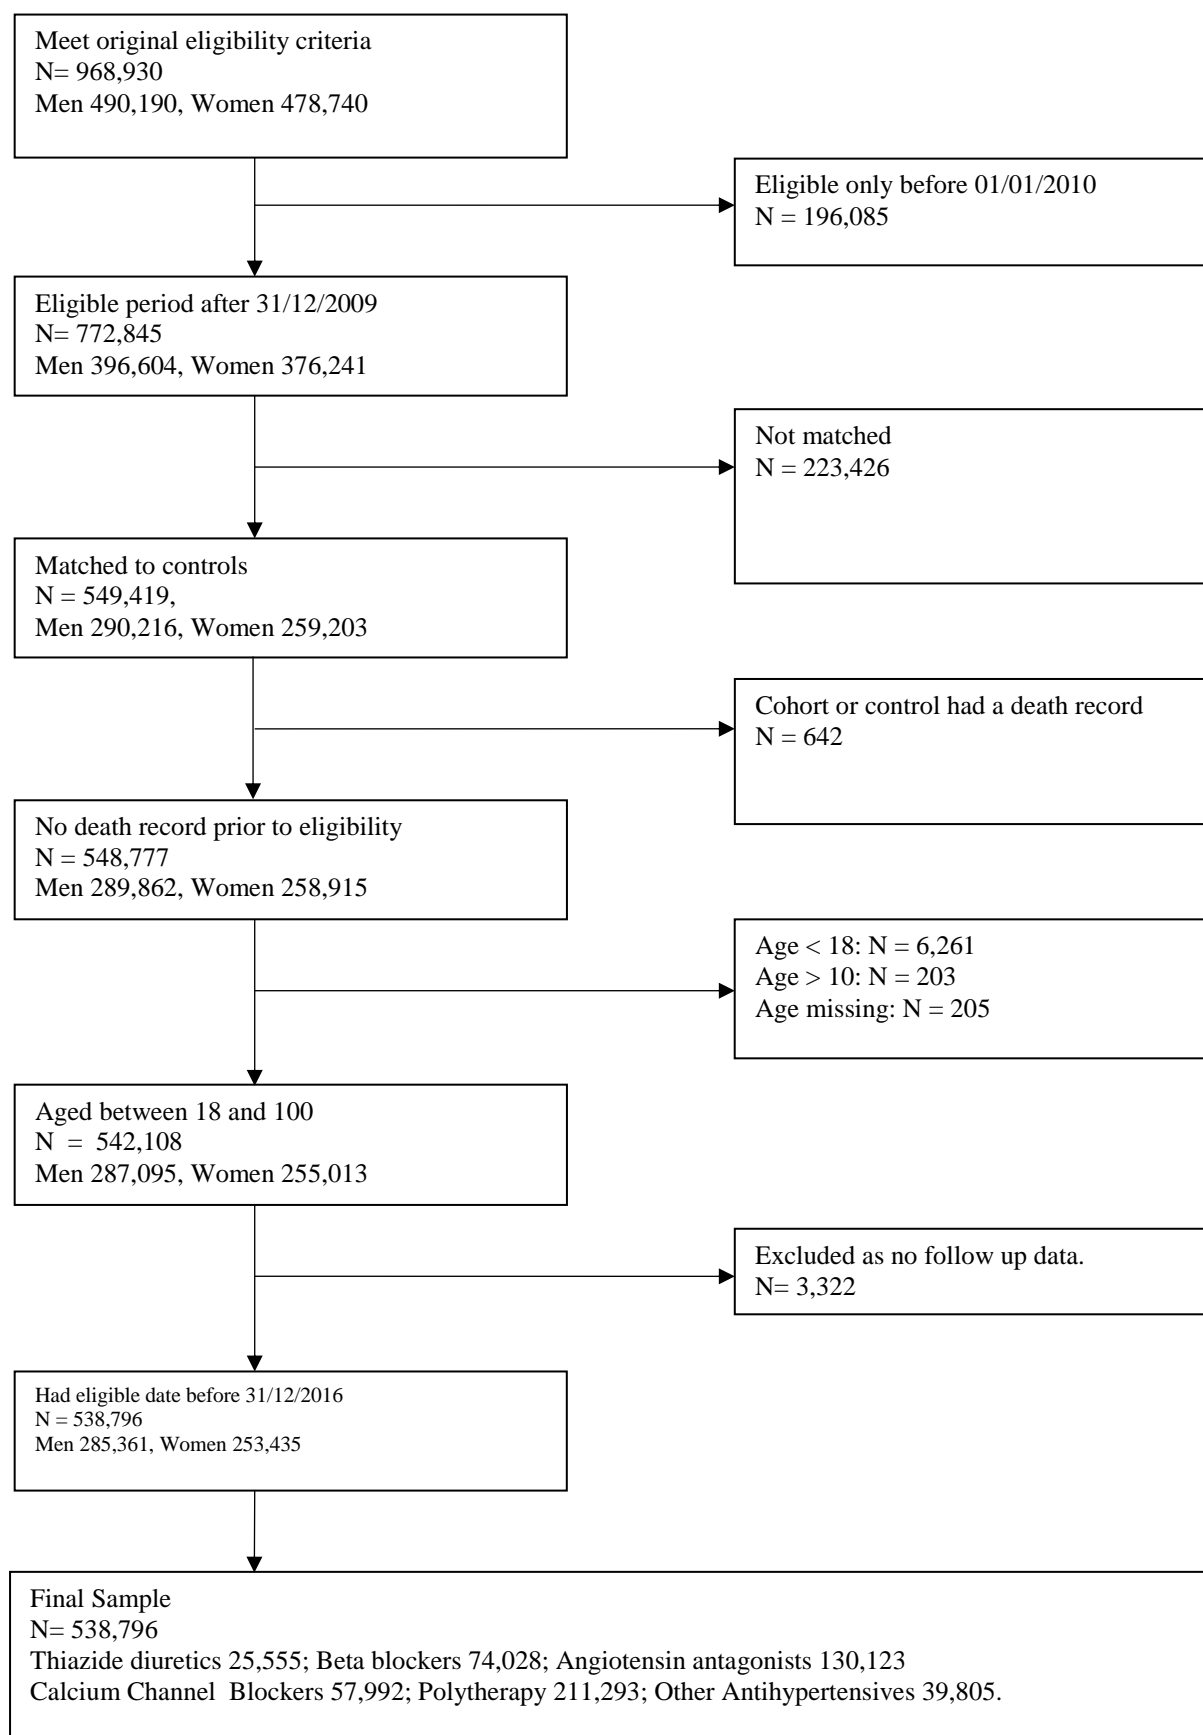 Meet original eligibility criteria
N= 968,930
Men 490,190, Women 478,740
Eligible only before 01/01/2010
N = 196,085
Eligible period after 31/12/2009
N= 772,845
Men 396,604, Women 376,241
Not matched
N = 223,426
Matched to controls
N = 549,419,
Men 290,216, Women 259,203
Cohort or control had a death record
N = 642
No death record prior to eligibility
N = 548,777
Men 289,862, Women 258,915
Age < 18: N = 6,261
Age > 10: N = 203
Age missing: N = 205
Aged between 18 and 100
N = 542,108
Men 287,095, Women 255,013
Excluded as no follow up data.
N= 3,322
Had eligible date before 31/12/2016
N = 538,796
Men 285,361, Women 253,435
Final Sample
N= 538,796
Thiazide diuretics 25,555; Beta blockers 74,028; Angiotensin antagonists 130,123
Calcium Channel Blockers 57,992; Polytherapy 211,293; Other Antihypertensives 39,805.